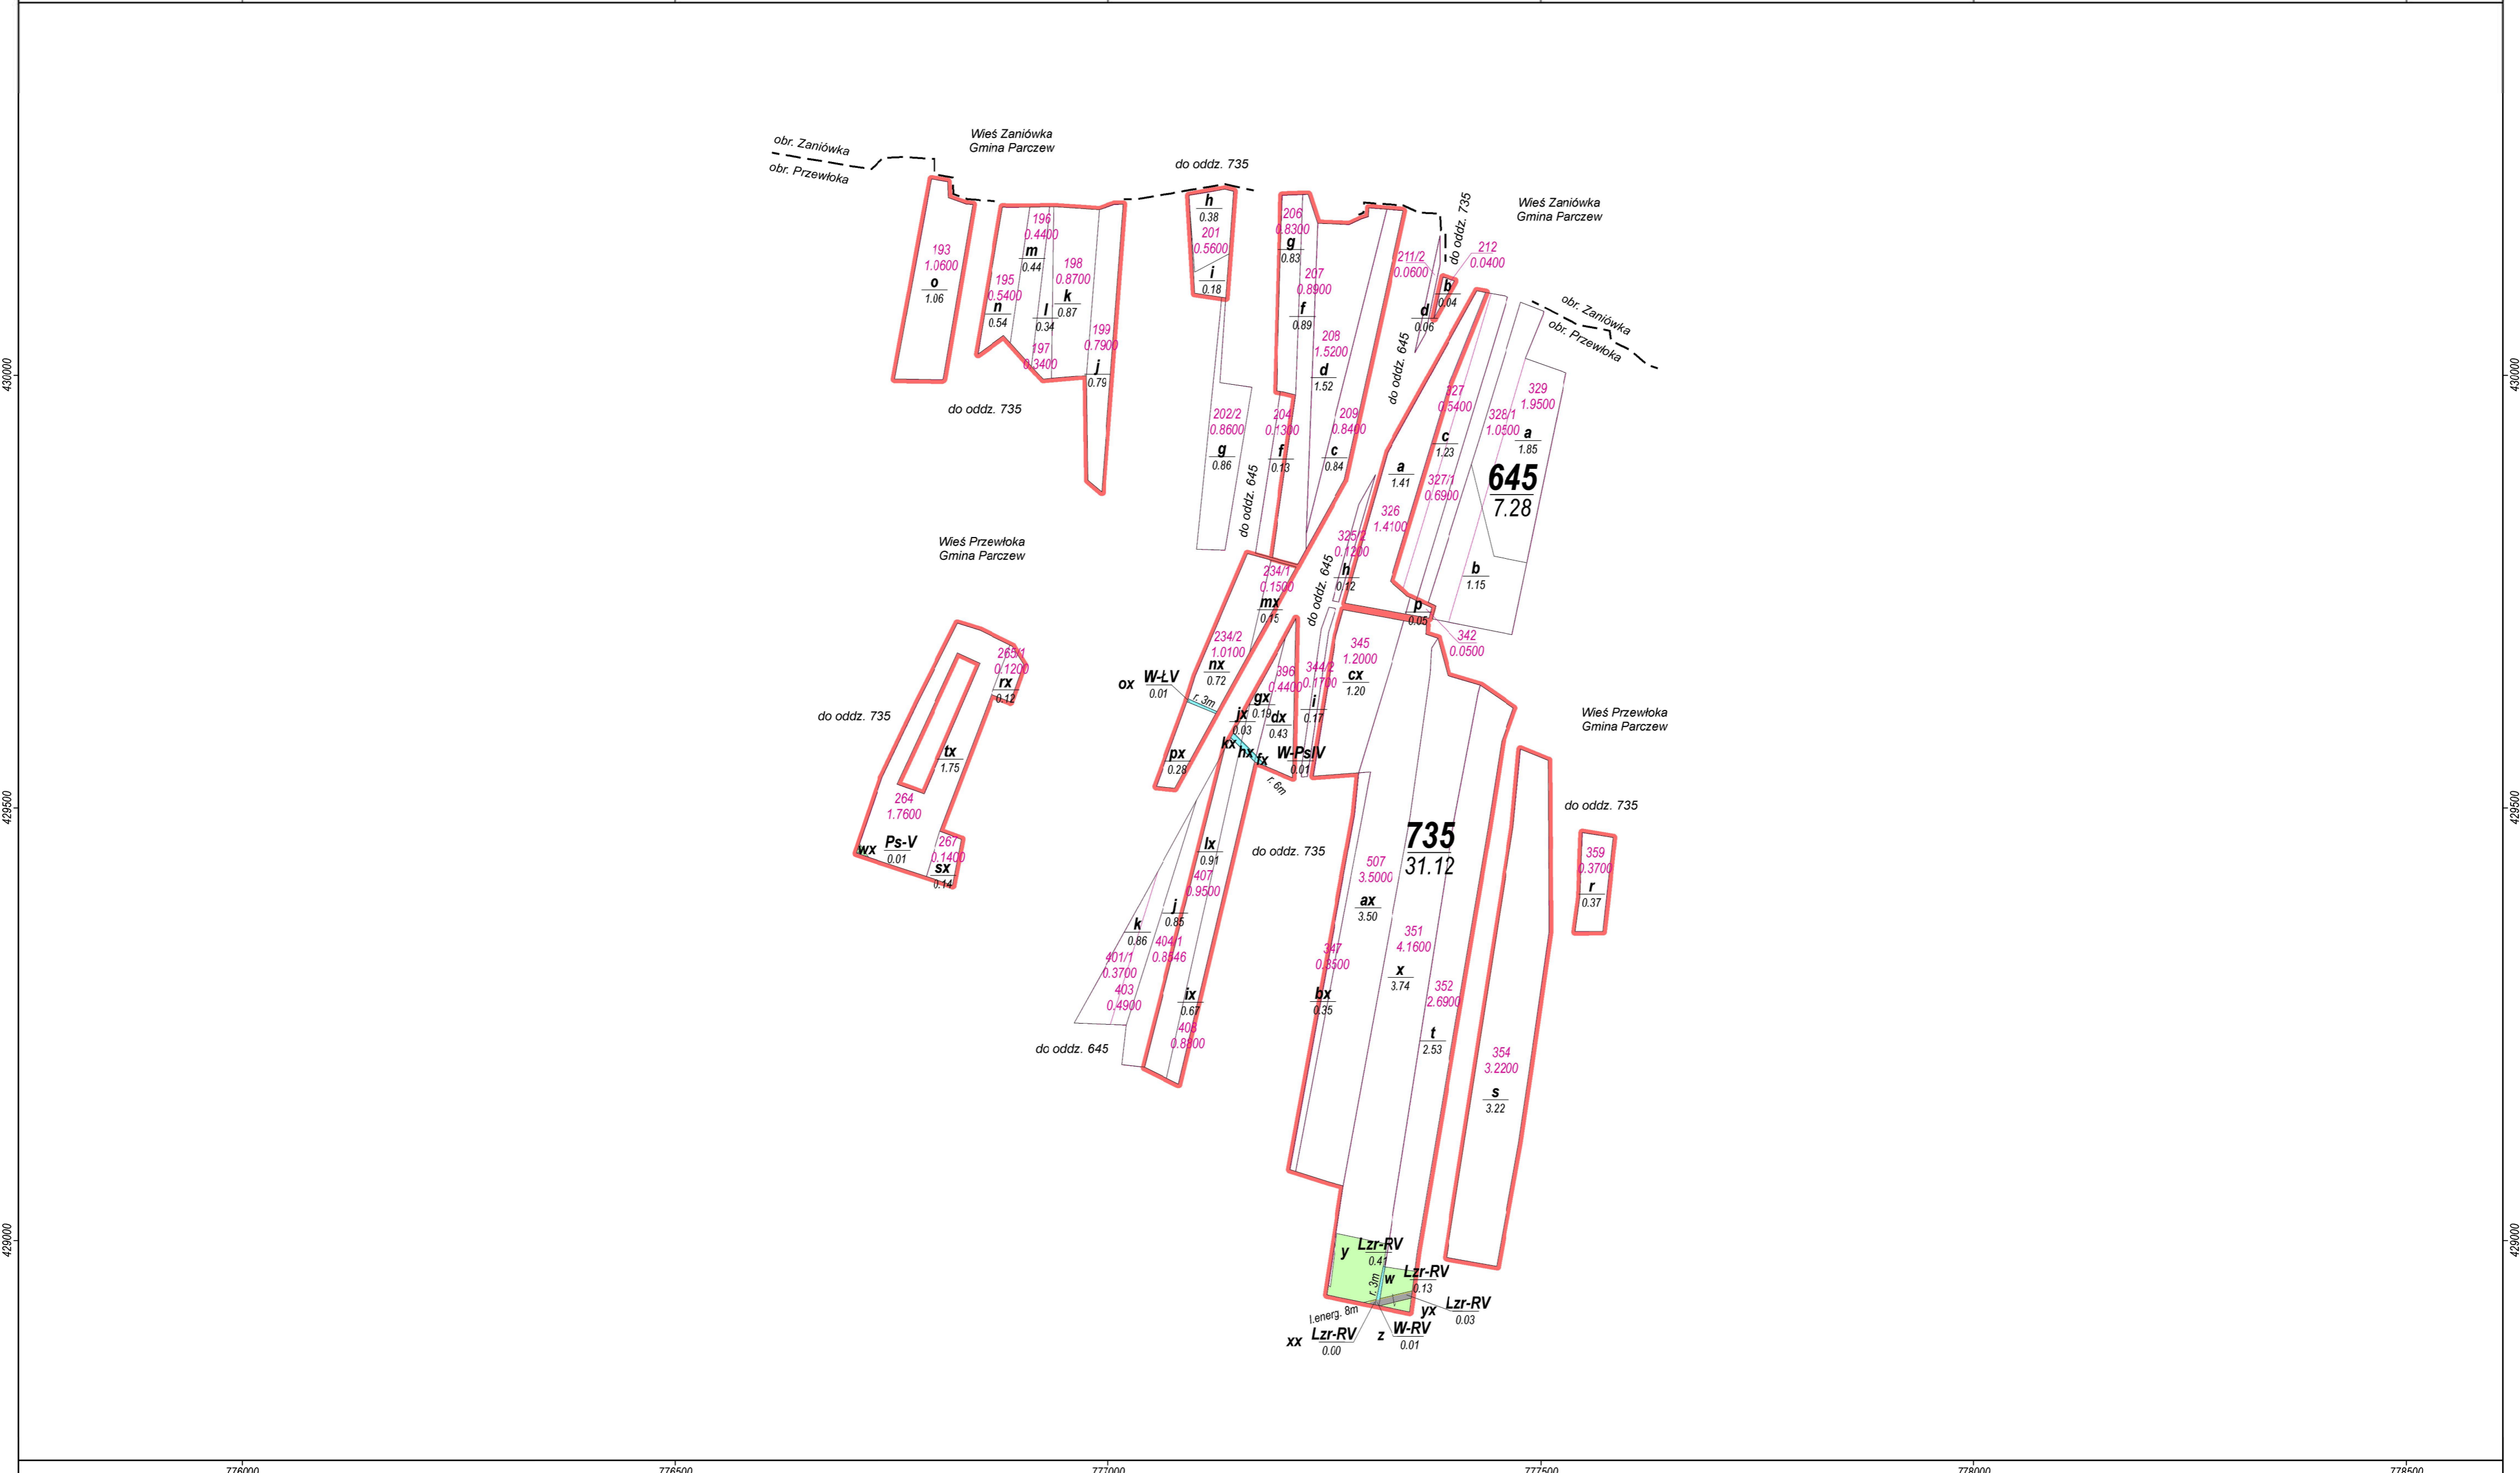 Wieś Zaniówka
Gmina Parczew
obr. Zaniówka
obr. Przewłoka
do oddz. 735
193
1.0600
o
1.06
196
0.4400
m
0.44
195
0.5400
n
0.54
198
0.8700
k
0.87
l
0.34
197
0.3400
199
0.7900
j
0.79
do oddz. 735
h
0.38
201
0.5600
i
0.18
206
0.8300
g
0.83
207
0.8900
f
0.89
208
1.5200
d
1.52
209
0.8400
c
0.84
202/2
0.8600
g
0.86
204
0.1300
f
0.13
do oddz. 645
211/2
0.0600
d
0.06
do oddz. 735
212
0.0400
b
0.04
do oddz. 645
Wieś Zaniówka
Gmina Parczew
obr. Zaniówka
obr. Przewłoka
327
0.5400
328/1
1.0500
329
1.9500
c
1.23
a
1.85
645
7.28
a
1.41
327/1
0.6900
326
1.4100
b
1.15
325/2
0.1200
h
0.12
do oddz. 645
p
0.05
342
0.0500
430000
430000
Wieś Przewłoka
Gmina Parczew
234/1
0.1500
mx
0.15
234/2
1.0100
nx
0.72
ox
W-ŁV
0.01
r. 3m
px
0.28
396
0.4400
gx
0.19
jx
0.03
dx
0.43
kx
hx
fx
W-PsIV
0.01
r. 6m
344/2
0.1700
i
0.17
345
1.2000
cx
1.20
265/1
0.1200
rx
0.12
do oddz. 735
tx
1.75
264
1.7600
wx
Ps-V
0.01
267
0.1400
sx
0.14
429500
429500
Wieś Przewłoka
Gmina Parczew
do oddz. 735
359
0.3700
r
0.37
do oddz. 735
735
31.12
lx
0.91
407
0.9500
j
0.85
k
0.86
404/1
0.8546
401/1
0.3700
403
0.4900
ix
0.67
408
0.8800
do oddz. 645
507
3.5000
ax
3.50
347
0.3500
bx
0.35
351
4.1600
x
3.74
352
2.6900
t
2.53
354
3.2200
s
3.22
429000
429000
y
Lzr-RV
0.41
r. 3m
w
Lzr-RV
0.13
l.energ. 8m
yx
Lzr-RV
0.03
xx
Lzr-RV
0.00
z
W-RV
0.01
776000
776500
777000
777500
778000
778500